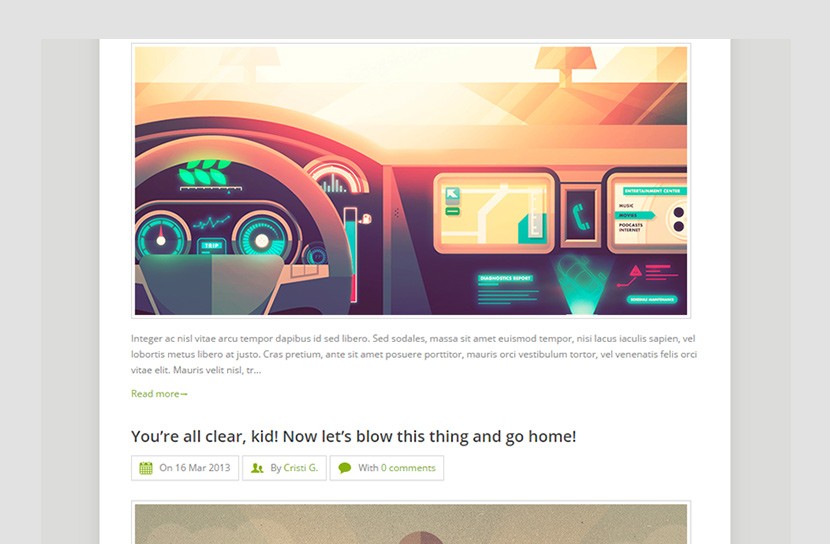 TRIP
ENTERTAINMENT CENTRE
MUSIC
MOVIES
PODCASTS
INTERNET
DIAGNOSTICS REPORT
SCHEDULE MAINTENANCE
Integer ac nisl vitae arcu tempor dapibus id sed libero. Sed sodales, massa sit amet euismod tempor, nisi lacus iaculis sapien, vel
lobortis metus libero at justo. Cras pretium, ante sit amet posuere porttitor, mauris orci vestibulum tortor, vel venenatis felis orci
vitae elit. Mauris velit nisl, tr...
Read more→
You're all clear, kid! Now let's blow this thing and go home!
On 16 Mar 2013 By Cristi G. With 0 comments